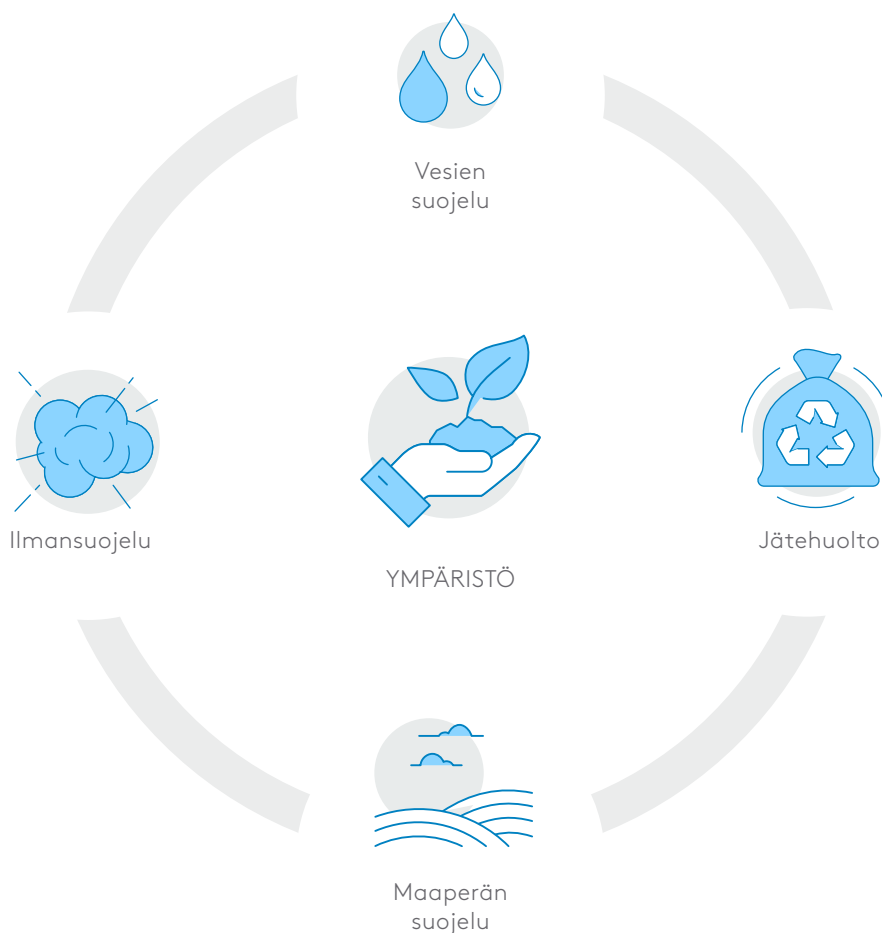 Vesien
suojelu
Ilmansuojelu
Jätehuolto
YMPÄRISTÖ
Maaperän
suojelu